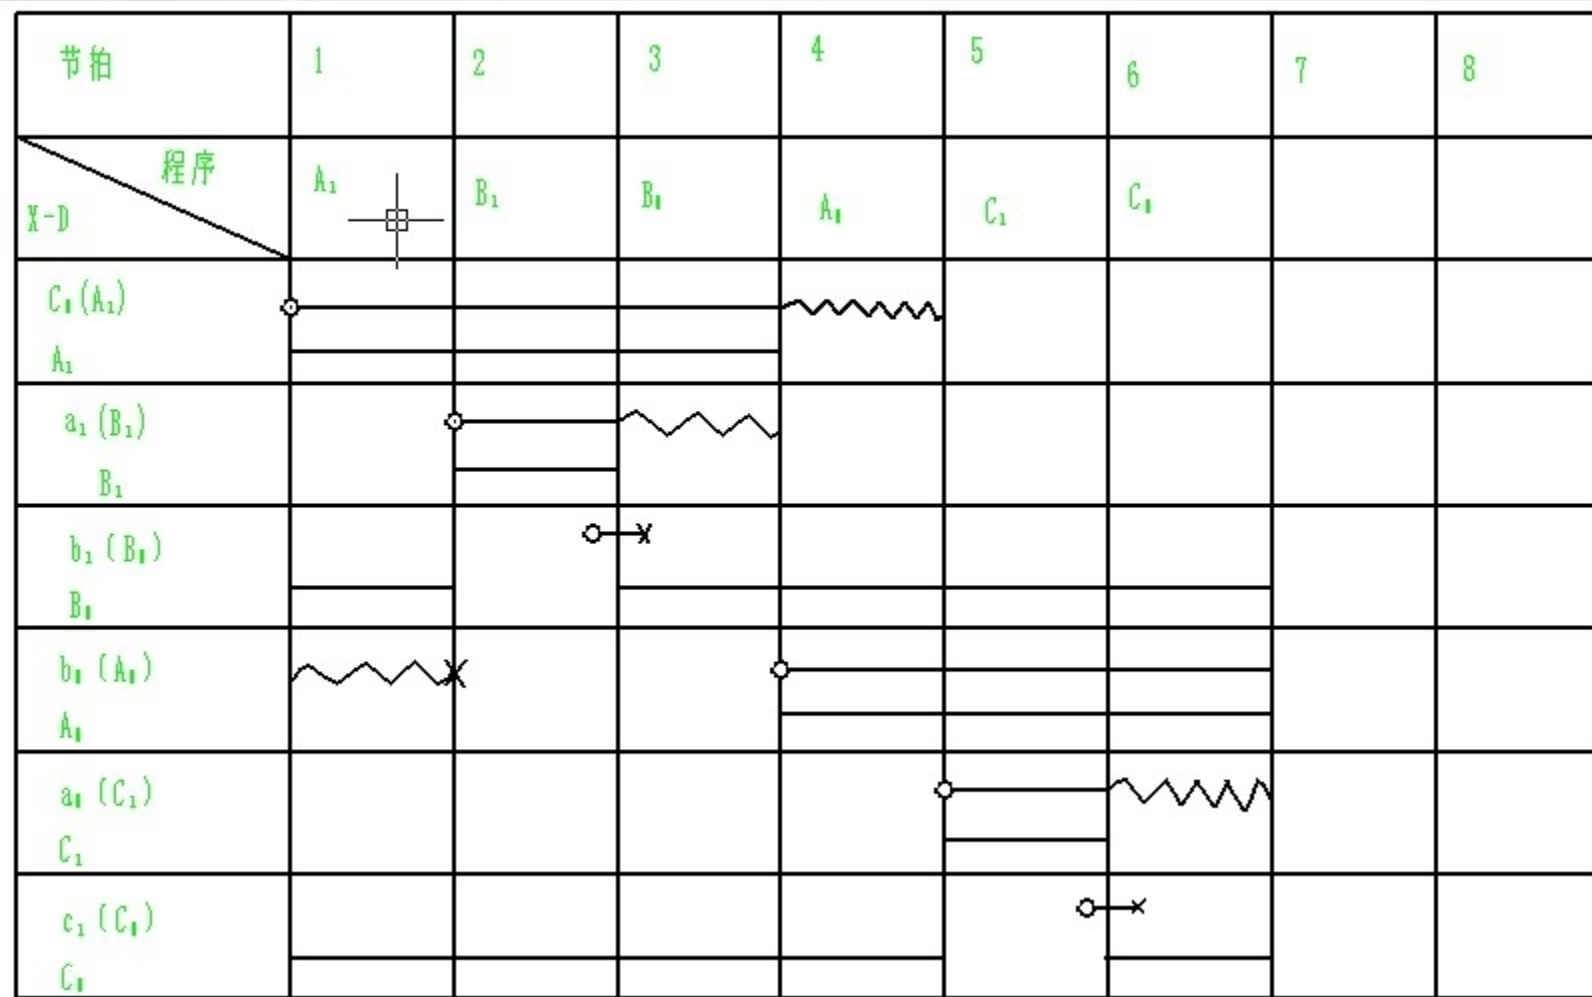 节拍 1 2 3 4 5 6 7 8
程序 A₁ B₁ B₀ A₀ C₁ C₀
X-D
C₀(A₁)
A₁
a₁(B₁)
B₁
b₁(B₀)
B₀
b₀(A₀)
A₀
a₀(C₁)
C₁
c₁(C₀)
C₀